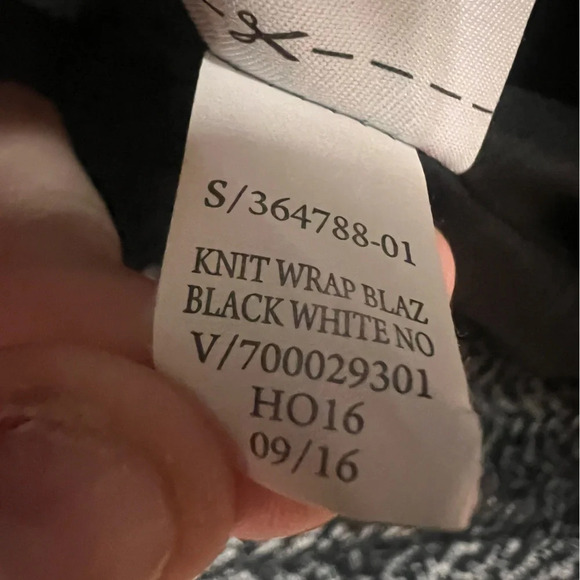 S/364788-01
KNIT WRAP BLAZ
BLACK WHITE NO
V/700029301
HO16
09/16